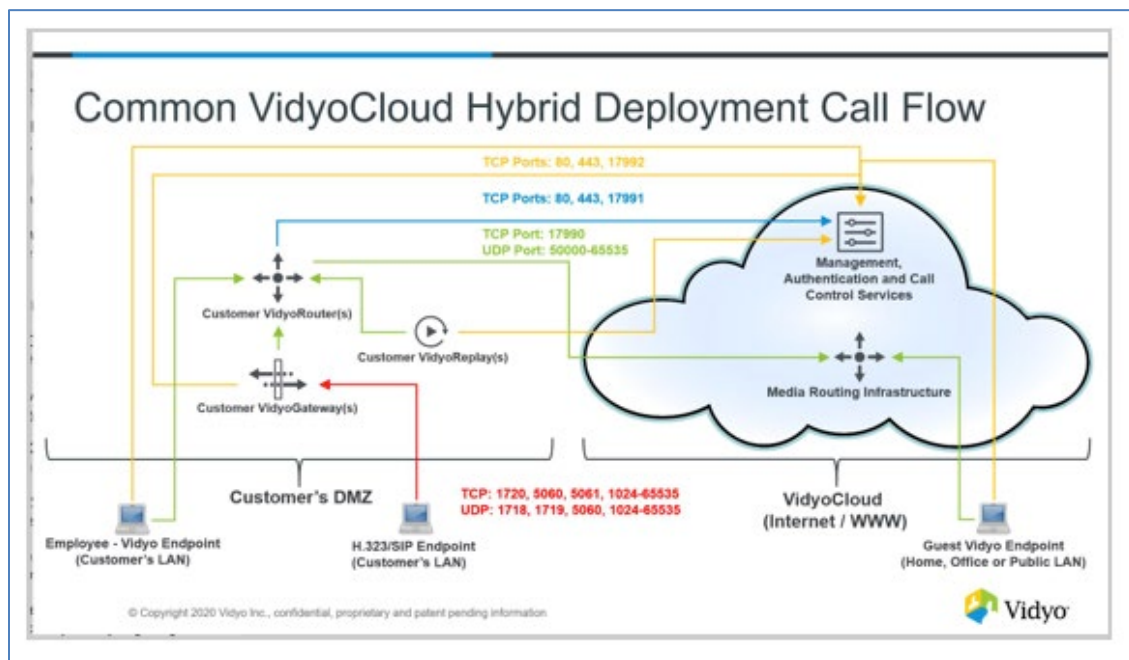 Common VidyoCloud Hybrid Deployment Call Flow
TCP Ports: 80, 443, 17992
TCP Ports: 80, 443, 17991
TCP Port: 17990
UDP Port: 50000-65535
Management,
Authentication and Call
Control Services
Customer VidyoRouter(s)
Customer VidyoReplay(s)
Media Routing Infrastructure
Customer VidyoGateway(s)
Customer's DMZ
VidyoCloud
(Internet / WWW)
TCP: 1720, 5060, 5061, 1024-65535
UDP: 1718, 1719, 5060, 1024-65535
Employee - Vidyo Endpoint
(Customer's LAN)
H.323/SIP Endpoint
(Customer's LAN)
Guest Vidyo Endpoint
(Home, Office or Public LAN)
© Copyright 2020 Vidyo Inc., confidential, proprietary and patent pending information
Vidyo